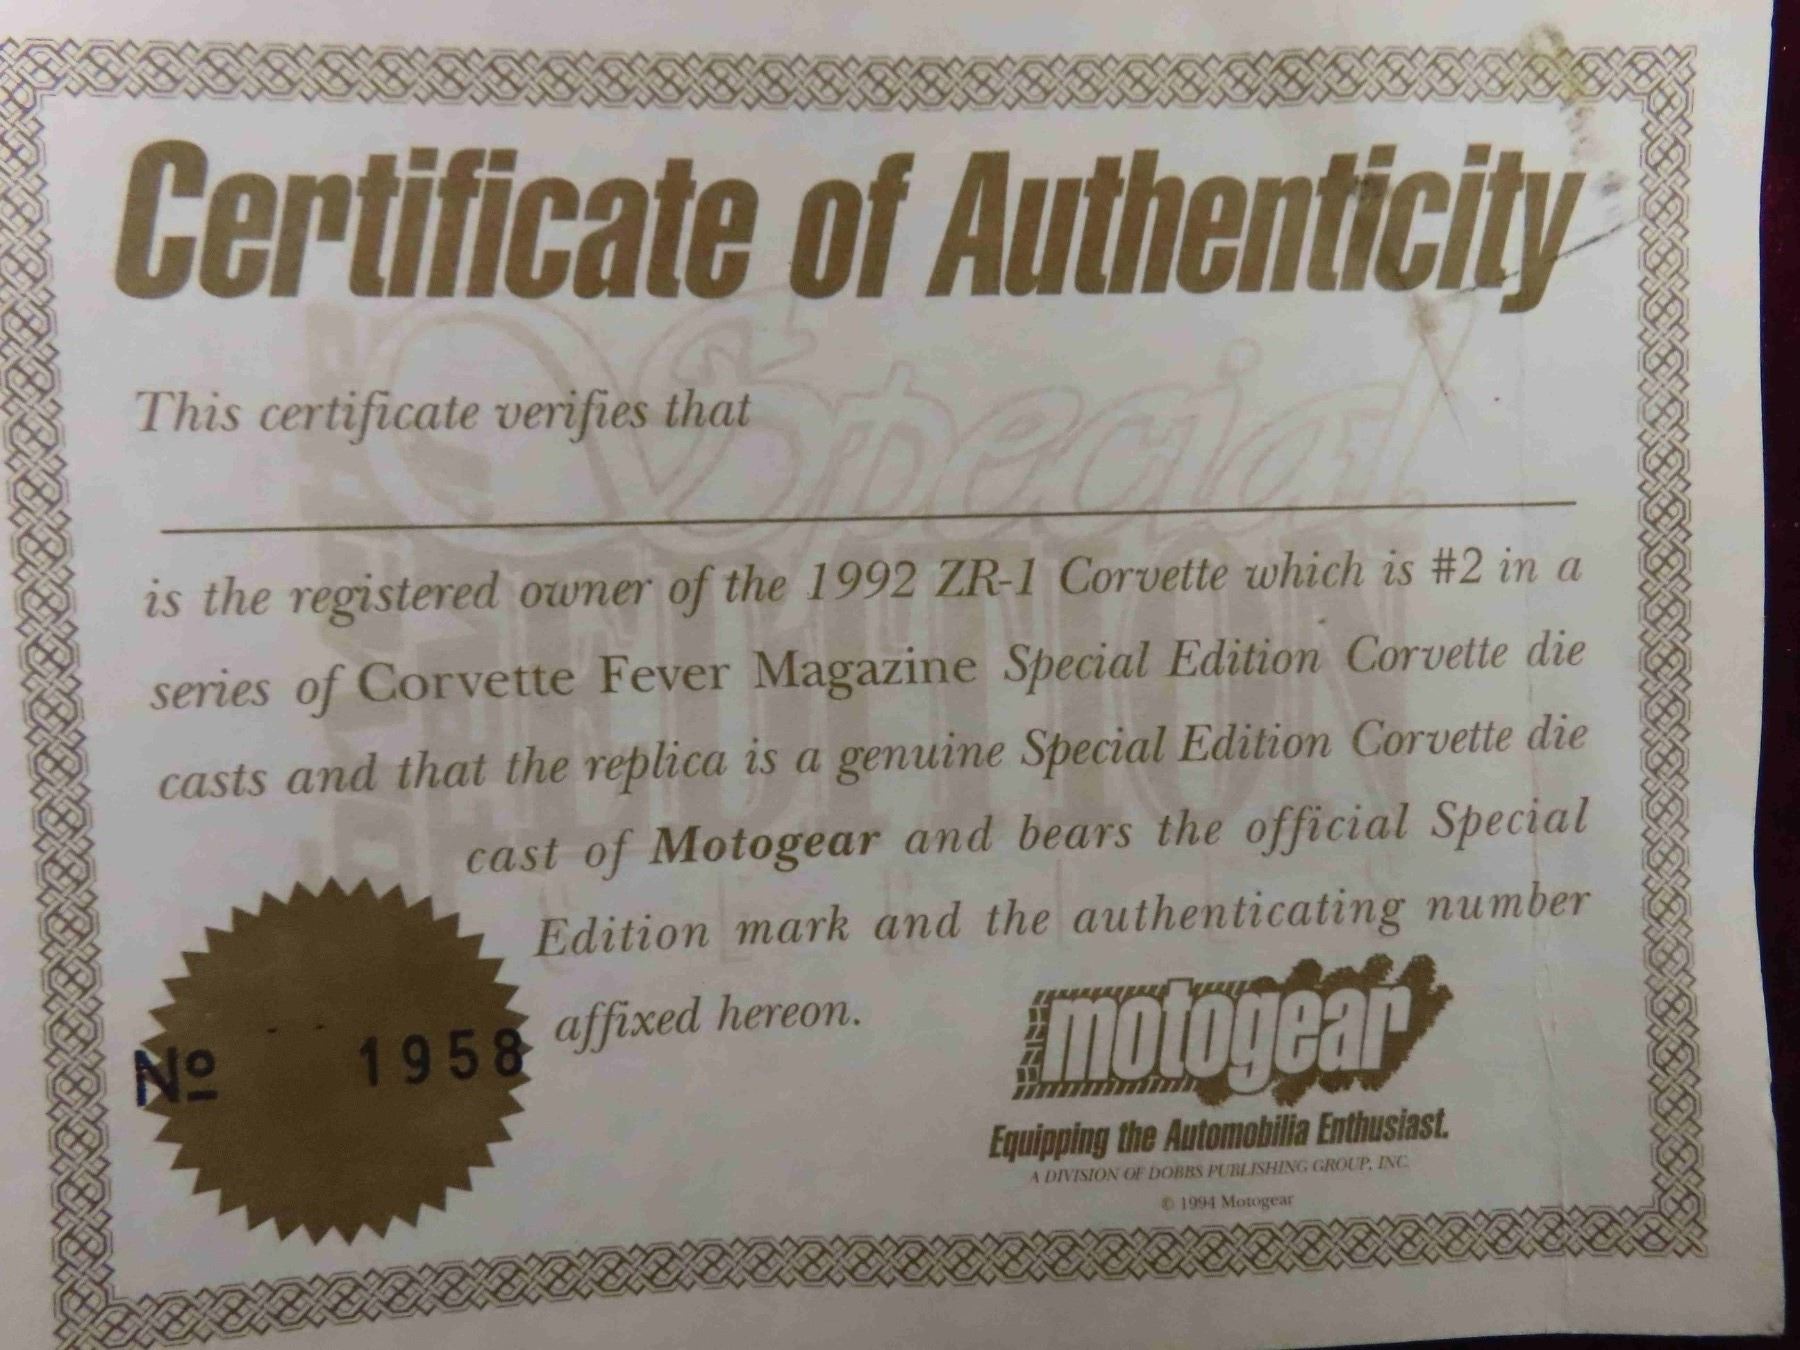 Certificate of Authenticity
This certificate verifies that
Special
EDITION
is the registered owner of the 1992 ZR-1 Corvette which is #2 in a
series of Corvette Fever Magazine Special Edition Corvette die
casts and that the replica is a genuine Special Edition Corvette die
cast of Motogear and bears the official Special
Edition mark and the authenticating number
affixed hereon.
Nº 1958
motogear
Equipping the Automobilia Enthusiast.
A DIVISION OF DOBBS PUBLISHING GROUP, INC.
© 1994 Motogear